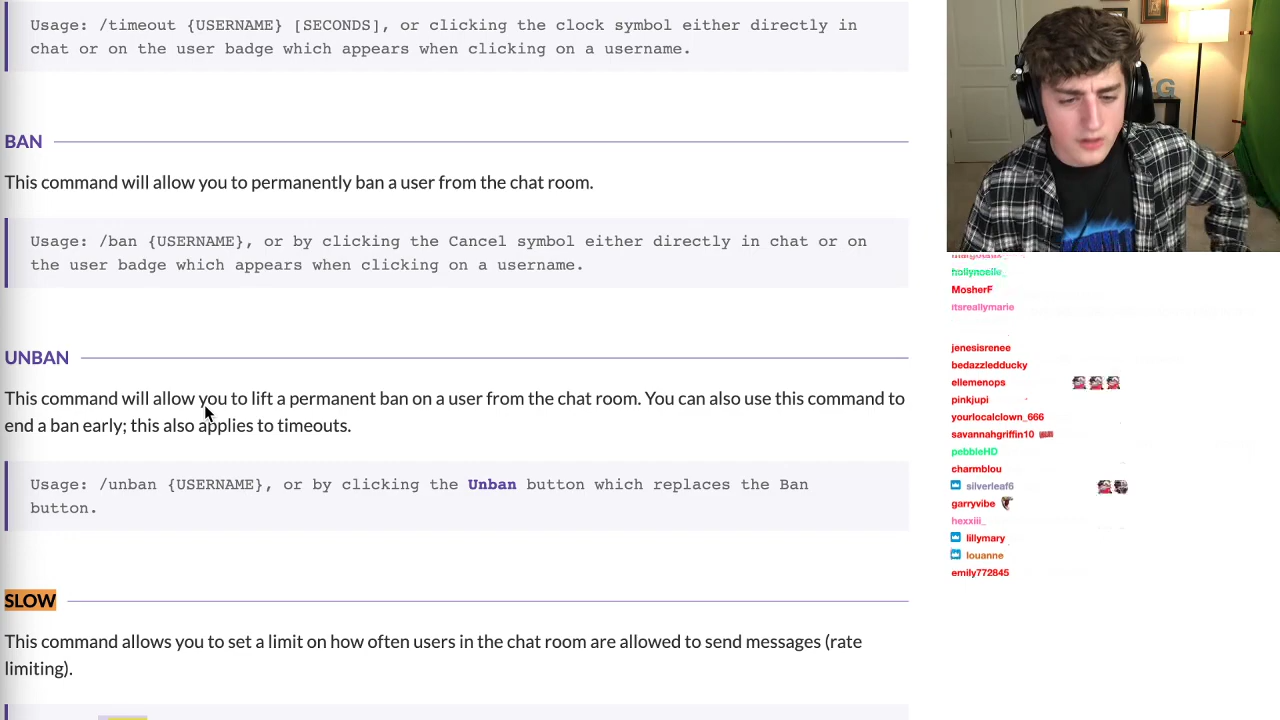 Usage: /timeout {USERNAME} [SECONDS], or clicking the clock symbol either directly in
chat or on the user badge which appears when clicking on a username.
BAN
This command will allow you to permanently ban a user from the chat room.
Usage: /ban {USERNAME}, or by clicking the Cancel symbol either directly in chat or on
the user badge which appears when clicking on a username.
UNBAN
This command will allow you to lift a permanent ban on a user from the chat room. You can also use this command to
end a ban early; this also applies to timeouts.
Usage: /unban {USERNAME}, or by clicking the Unban button which replaces the Ban
button.
SLOW
This command allows you to set a limit on how often users in the chat room are allowed to send messages (rate
limiting).
G
hollynoelle_
MosherF
itsreallymarie
jenesisrenee
bedazzledducky
ellemenops
pinkjupi
yourlocalclown_666
savannahgriffin10
pebbleHD
charmblou
silverleaf6
garryvibe
hexxiii_
lillymary
louanne
emily772845